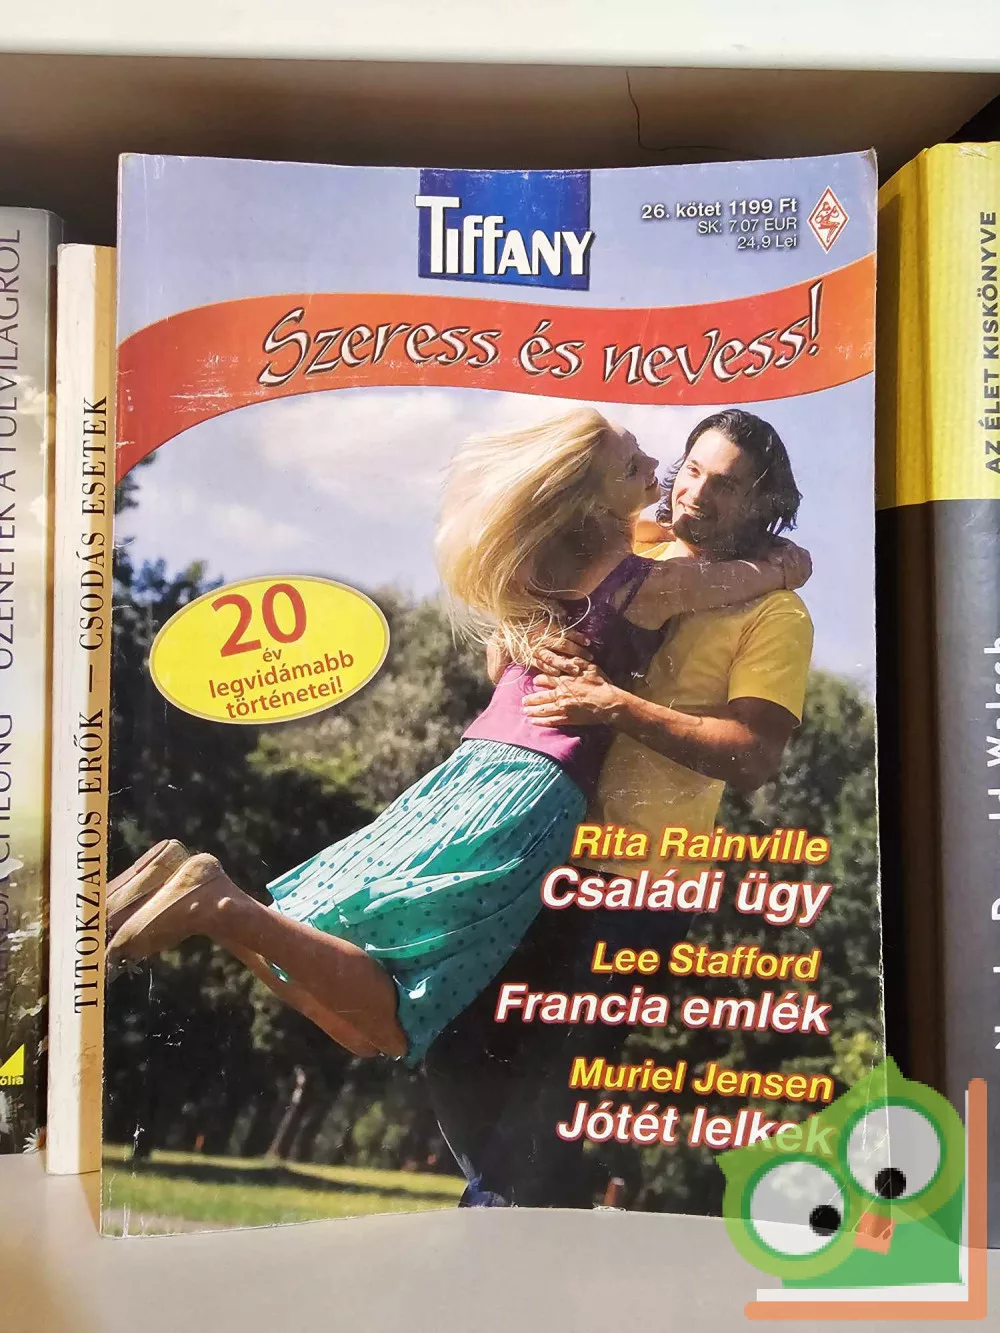 TIFFANY
26. kötet 1199 Ft
SK: 7,07 EUR
24,9 Lei
Szeress és nevess!
20
év
legvidámabb
történetei!
Rita Rainville
Családi ügy
Lee Stafford
Francia emlék
Muriel Jensen
Jótét lelkek
ÜZENETEK A TÚLVILÁGRÓL
TITOKZATOS ERŐK — CSODÁS ESETEK
AZ ÉLET KISKÖNYVE